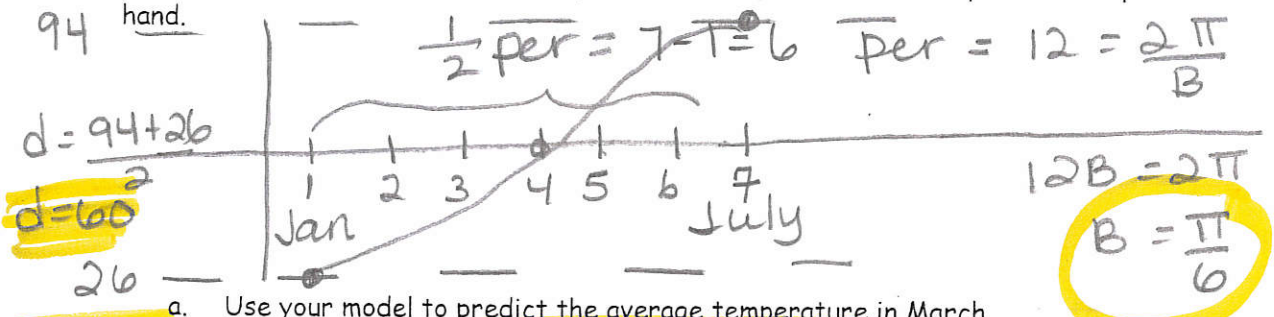 hand.
94
1/2 per = 7-1=6
per = 12 = 2π/B
d = 94+26/2
1 2 3 4 5 6 7
12B = 2π
d=60
Jan
July
B = π/6
26
a. Use your model to predict the average temperature in March